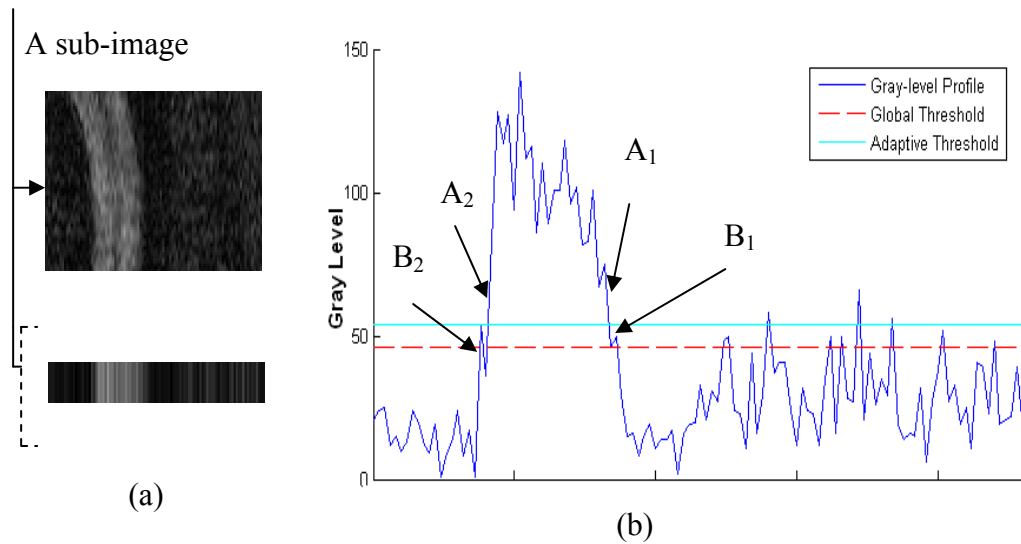 A sub-image
(a)
150
100
50
0
Gray Level
Gray-level Profile
Global Threshold
Adaptive Threshold
A₁
A₂
B₂
B₁
(b)